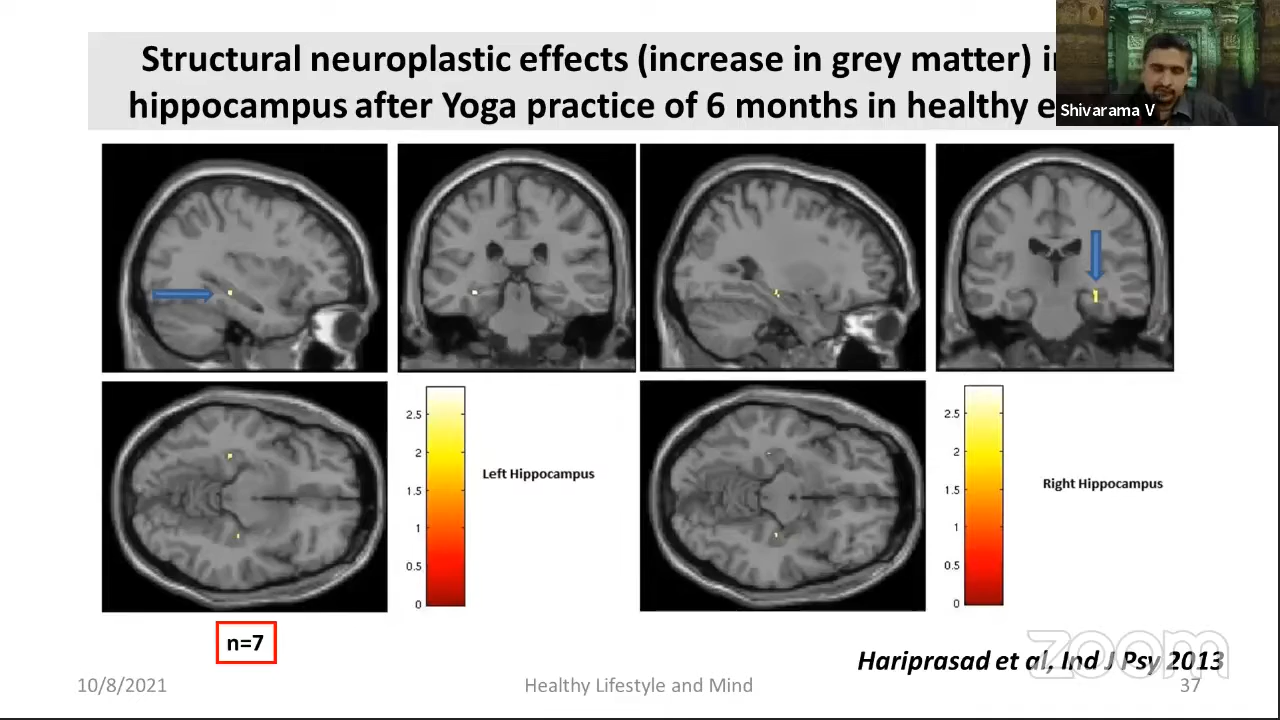 Structural neuroplastic effects (increase in grey matter)
hippocampus after Yoga practice of 6 months in healthy
Shivarama V
2.5
2
1.5
1
0.5
0
Left Hippocampus
2.5
2
1.5
1
0.5
0
Right Hippocampus
n=7
Hariprasad et al, Ind J Psy 2013
zoom
10/8/2021
Healthy Lifestyle and Mind
37